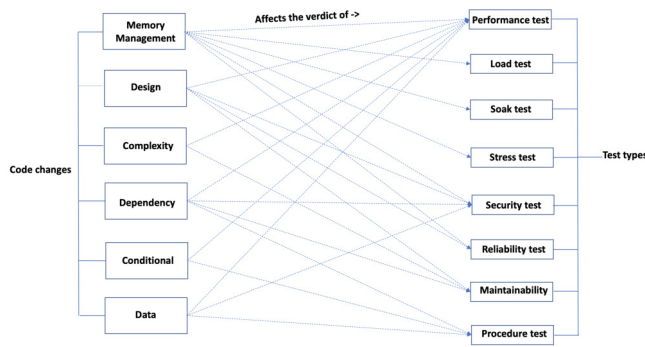 Affects the verdict of ->
Memory
Management
Design
Complexity
Code changes
Dependency
Conditional
Data
Performance test
Load test
Soak test
Stress test
Test types
Security test
Reliability test
Maintainability
Procedure test